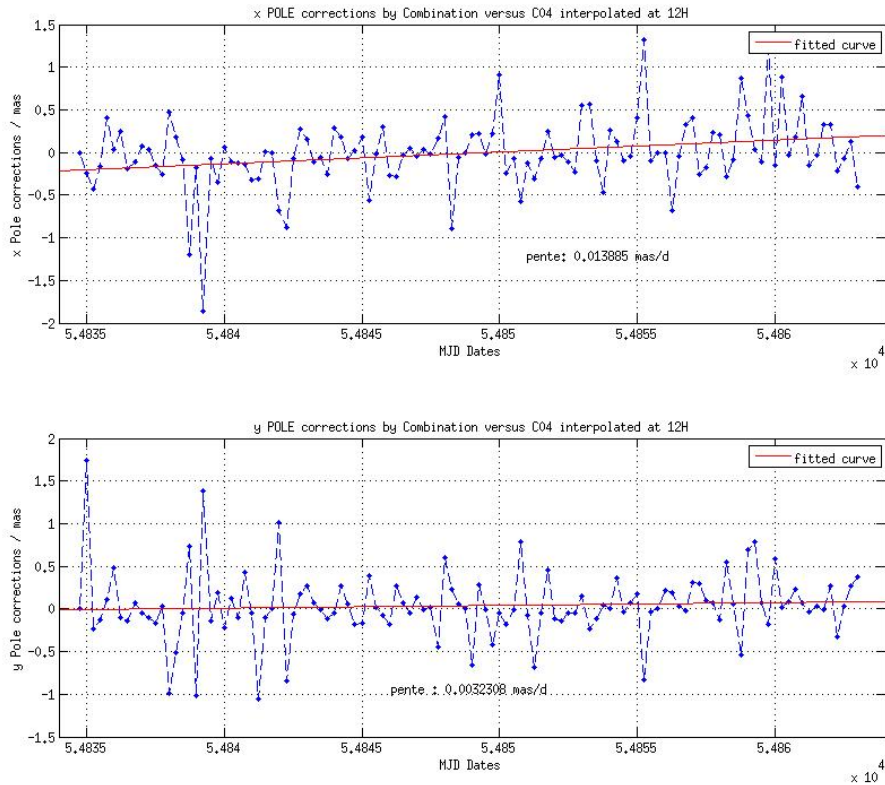 x POLE corrections by Combination versus C04 interpolated at 12H
1.5
1
0.5
0
-0.5
-1
-1.5
-2
x Pole corrections / mas
fitted curve
pente: 0.013885 mas/d
5.4835 5.484 5.4845 5.485 5.4855 5.486
MJD Dates
x 10 4
y POLE corrections by Combination versus C04 interpolated at 12H
2
1.5
1
0.5
0
-0.5
-1
-1.5
y Pole corrections / mas
fitted curve
pente : 0.0032308 mas/d
5.4835 5.484 5.4845 5.485 5.4855 5.486
MJD Dates
x 10 4